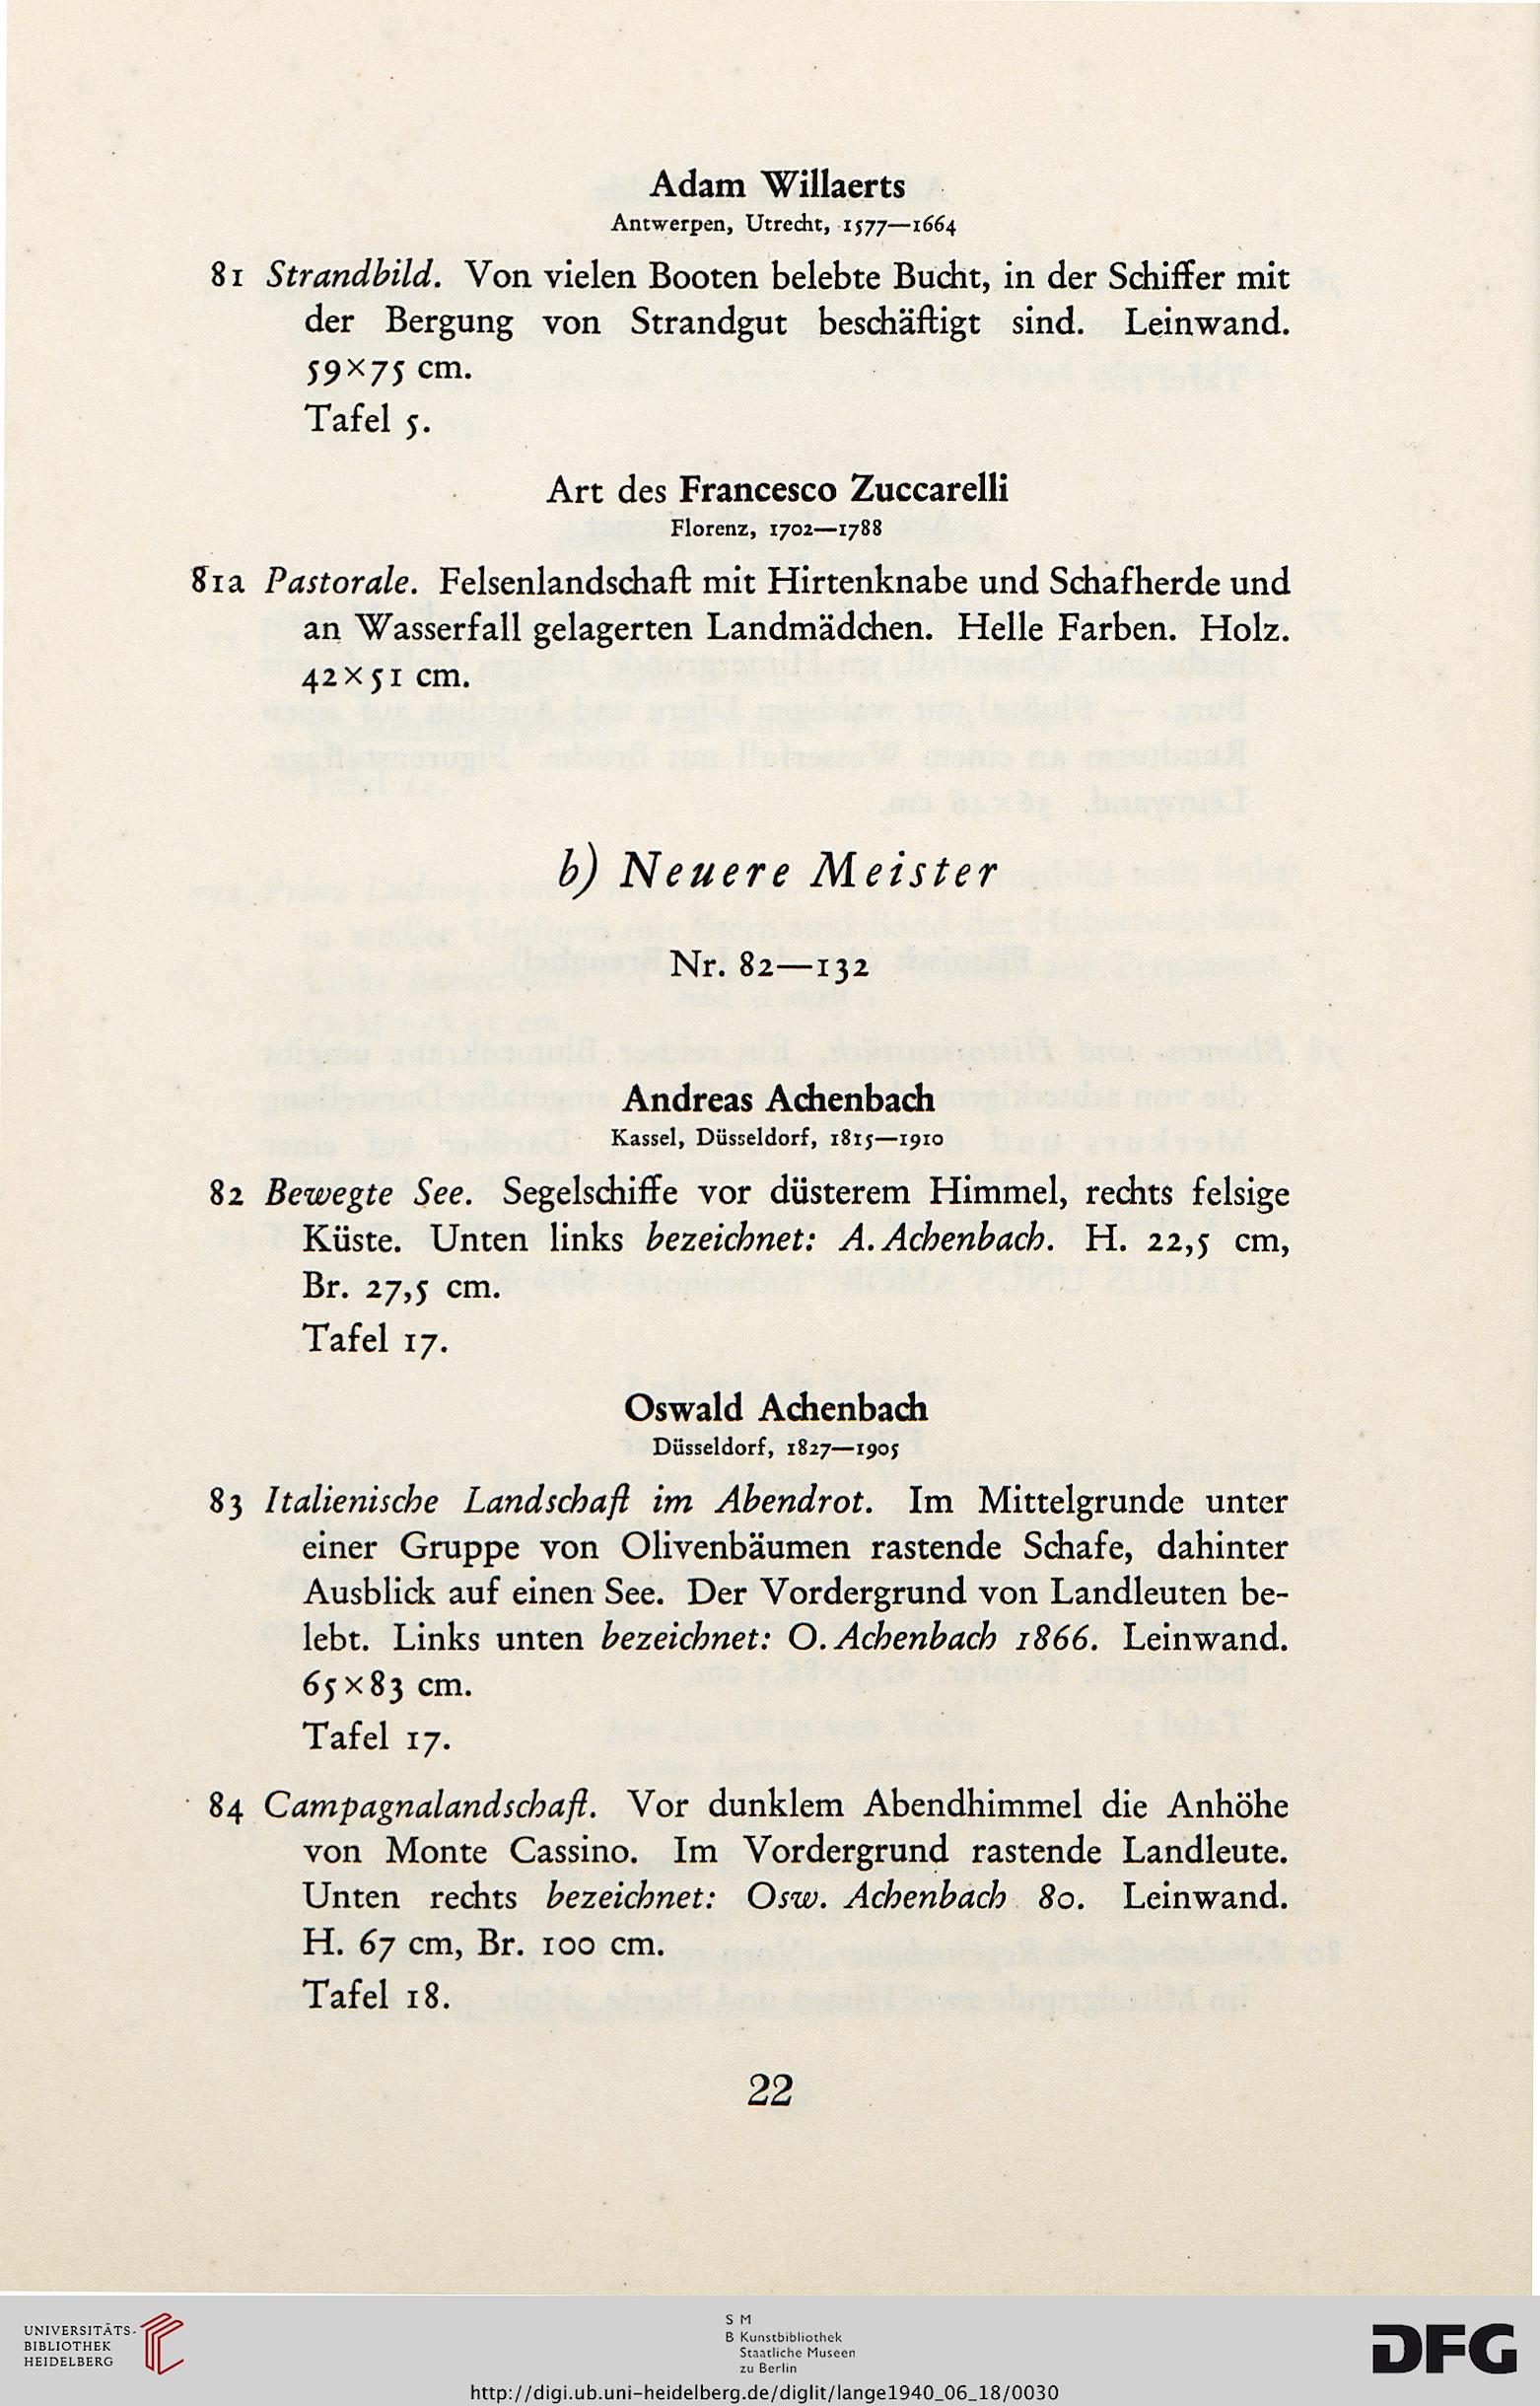 Adam Willaerts
Antwerpen, Utrecht, 1577—1664
81 Strandbild. Von vielen Booten belebte Bucht, in der Schiffer mit
der Bergung von Strandgut beschäftigt sind. Leinwand.
59×75 cm.
Tafel 5.
Art des Francesco Zuccarelli
Florenz, 1702—1788
81a Pastorale. Felsenlandschaft mit Hirtenknabe und Schafherde und
an Wasserfall gelagerten Landmädchen. Helle Farben. Holz.
42×51 cm.
b) Neuere Meister
Nr. 82—132
Andreas Achenbach
Kassel, Düsseldorf, 1815—1910
82 Bewegte See. Segelschiffe vor düsterem Himmel, rechts felsige
Küste. Unten links bezeichnet: A. Achenbach. H. 22,5 cm,
Br. 27,5 cm.
Tafel 17.
Oswald Achenbach
Düsseldorf, 1827—1905
83 Italienische Landschaft im Abendrot. Im Mittelgrunde unter
einer Gruppe von Olivenbäumen rastende Schafe, dahinter
Ausblick auf einen See. Der Vordergrund von Landleuten be-
lebt. Links unten bezeichnet: O. Achenbach 1866. Leinwand.
65×83 cm.
Tafel 17.
84 Campagnalandschaft. Vor dunklem Abendhimmel die Anhöhe
von Monte Cassino. Im Vordergrund rastende Landleute.
Unten rechts bezeichnet: Osw. Achenbach 80. Leinwand.
H. 67 cm, Br. 100 cm.
Tafel 18.
22
UNIVERSITÄTS-
BIBLIOTHEK
HEIDELBERG
S M
B Kunstbibliothek
Staatliche Museen
zu Berlin
DFG
http://digi.ub.uni-heidelberg.de/diglit/lange1940_06_18/0030